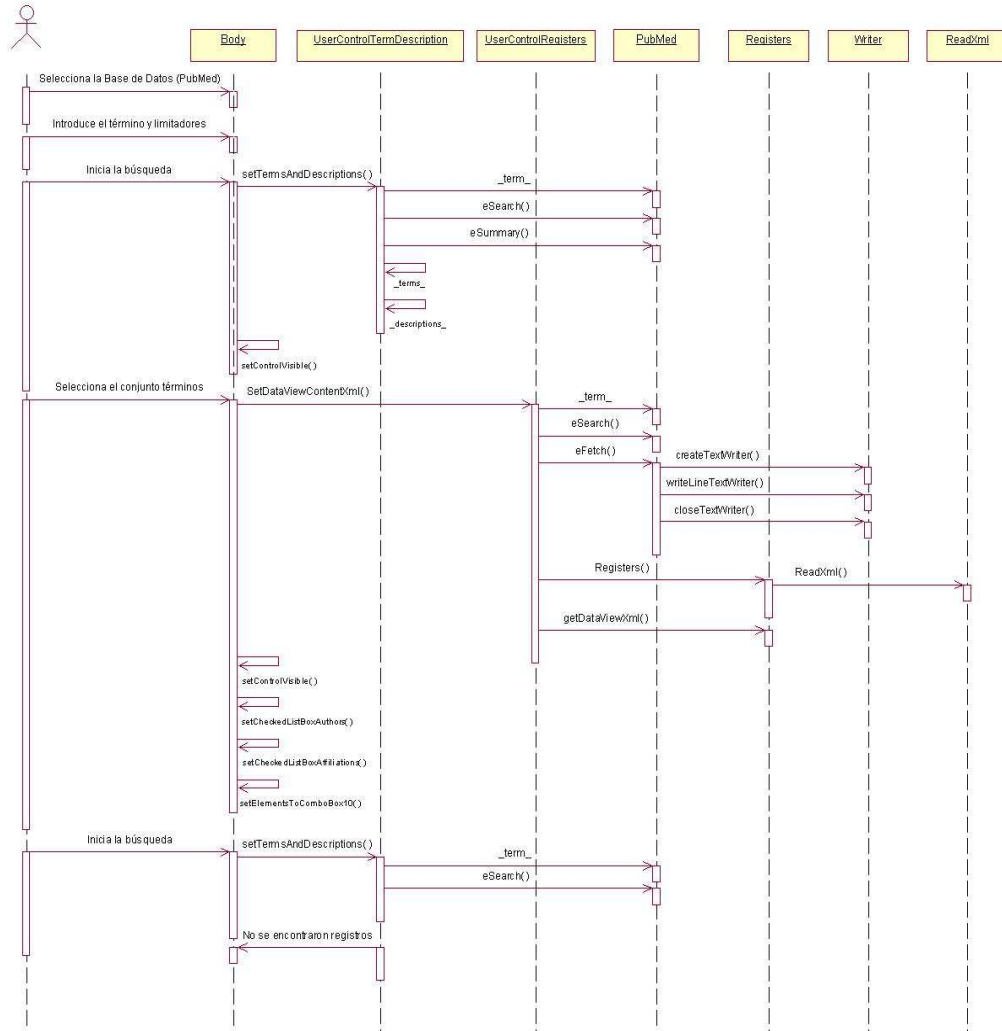 Body
UserControlTermDescription
UserControlRegisters
PubMed
Registers
Writer
ReadXml
Selecciona la Base de Datos (PubMed)
Introduce el término y limitadores
Inicia la búsqueda
setTermsAndDescriptions()
_term_
eSearch()
eSummary()
_terms_
_descriptions_
setControlVisible()
Selecciona el conjunto términos
SetDataViewContentXml()
_term_
eSearch()
eFetch()
createTextWriter()
writeLineTextWriter()
closeTextWriter()
Registers()
ReadXml()
getDataViewXml()
setControlVisible()
setCheckedListBoxAuthors()
setCheckedListBoxAffiliations()
setElementsToComboBox10()
Inicia la búsqueda
setTermsAndDescriptions()
_term_
eSearch()
No se encontraron registros